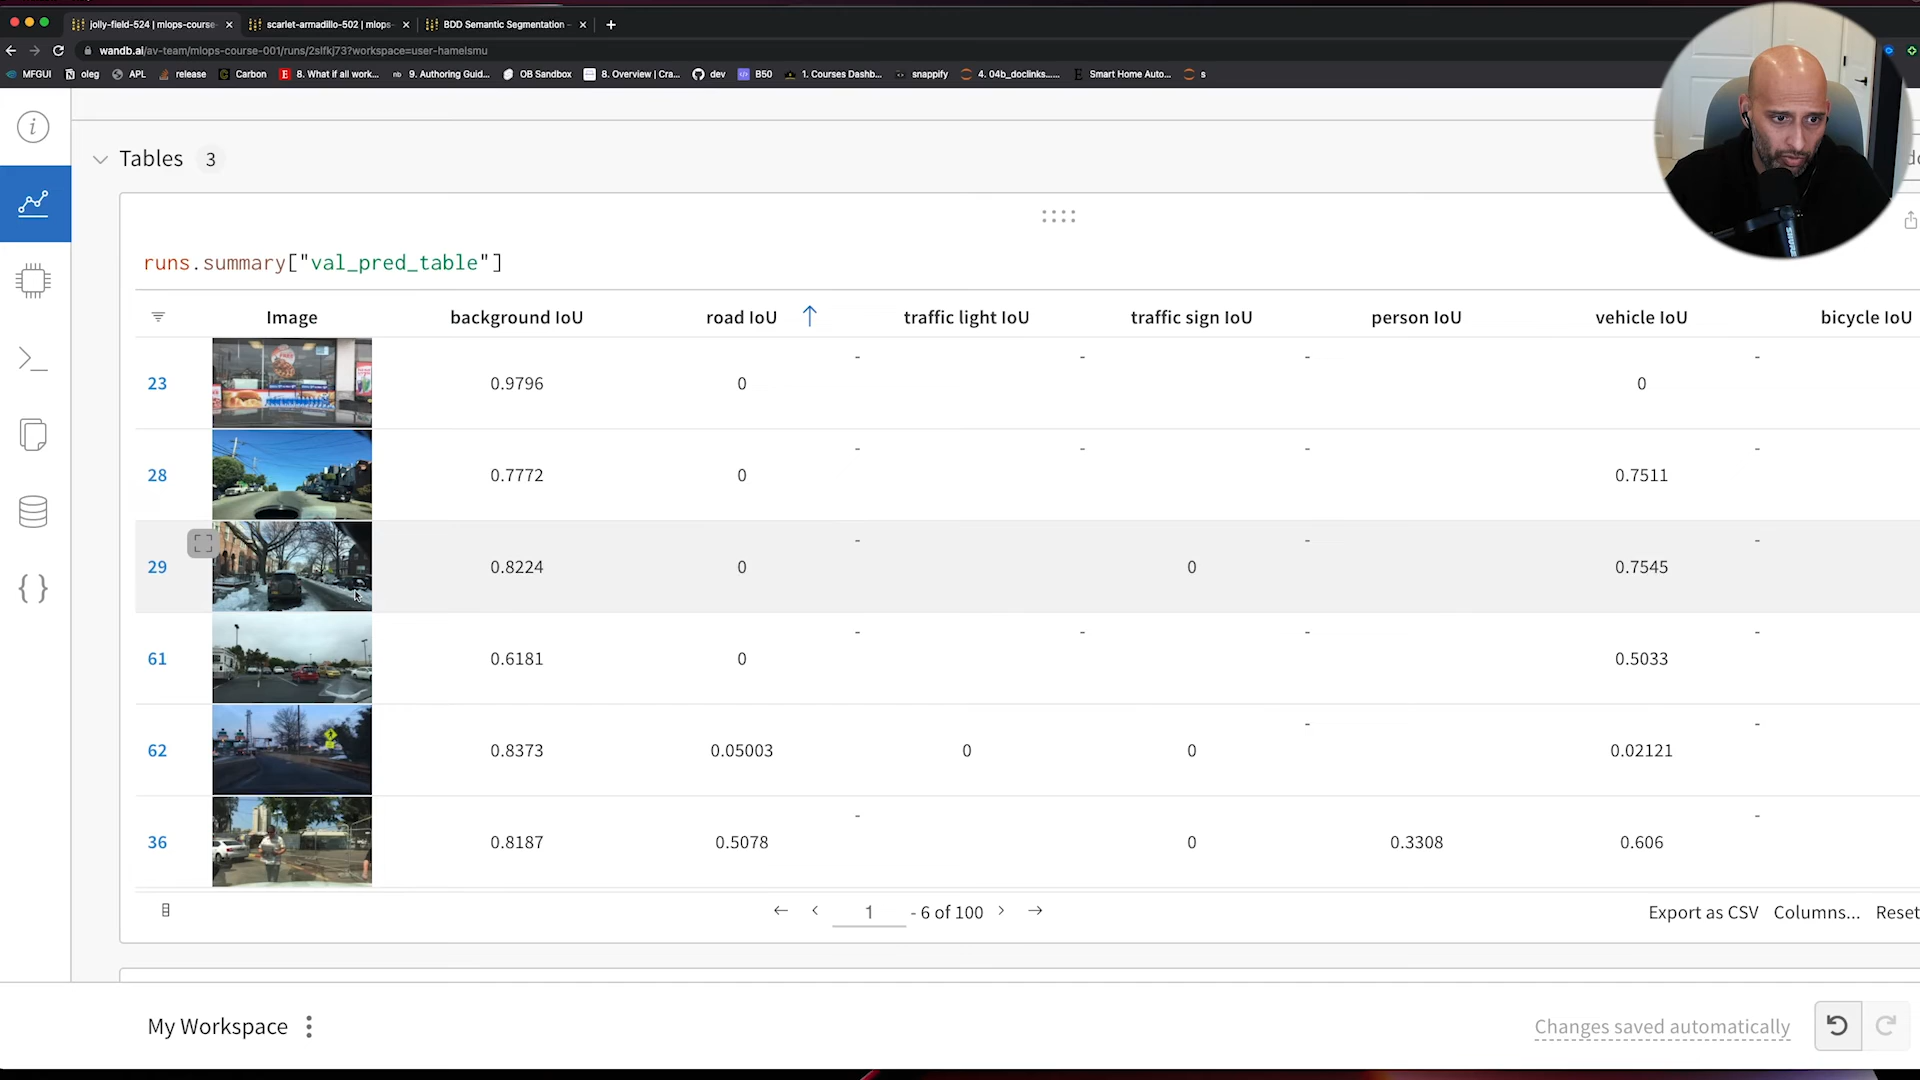 jolly-field-524 | mlops-course-
scarlet-armadillo-502 | mlops-
BDD Semantic Segmentation –
wandb.ai/av-team/mlops-course-001/runs/2slfkj73?workspace=user-hamelsmu
MFGUI
oleg
APL
release
Carbon
8. What if all work...
9. Authoring Guid...
OB Sandbox
8. Overview | Cra...
dev
B50
1. Courses Dashb...
snappify
4. 04b_doclinks......
Smart Home Auto...
s
Tables 3
runs.summary["val_pred_table"]
Image background IoU road IoU traffic light IoU traffic sign IoU person IoU vehicle IoU bicycle IoU
23 0.9796 0 - - - 0 -
28 0.7772 0 - - - 0.7511 -
29 0.8224 0 - 0 - 0.7545 -
61 0.6181 0 - - - 0.5033 -
62 0.8373 0.05003 0 0 - 0.02121 -
36 0.8187 0.5078 - 0 0.3308 0.606 -
1 - 6 of 100
Export as CSV Columns... Reset
My Workspace
Changes saved automatically